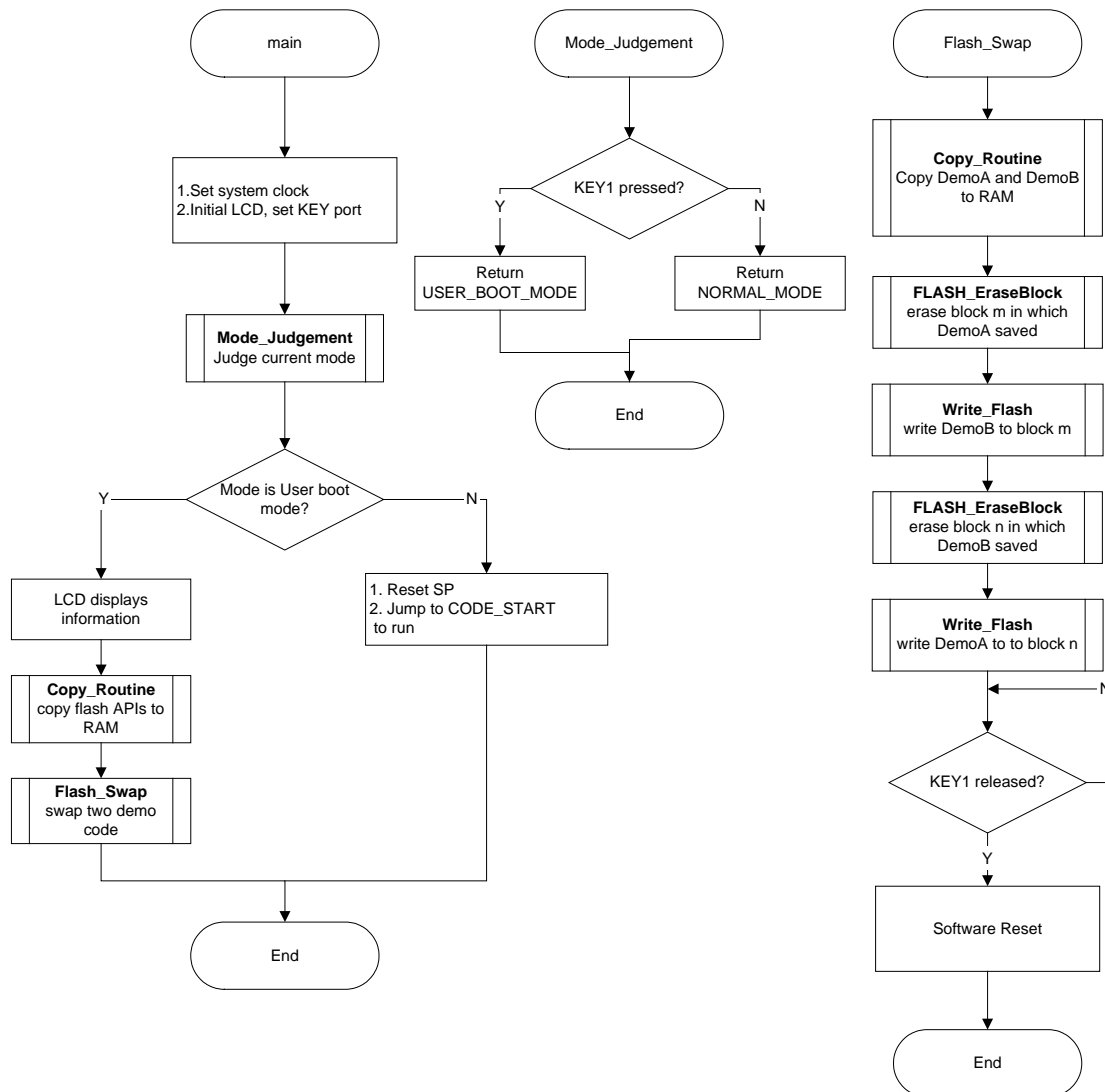 main
1.Set system clock
2.Initial LCD, set KEY port
Mode_Judgement
Judge current mode
Mode is User boot
mode?
Y
N
LCD displays
information
1. Reset SP
2. Jump to CODE_START
to run
Copy_Routine
copy flash APIs to
RAM
Flash_Swap
swap two demo
code
End
Mode_Judgement
KEY1 pressed?
Y
N
Return
USER_BOOT_MODE
Return
NORMAL_MODE
End
Flash_Swap
Copy_Routine
Copy DemoA and DemoB
to RAM
FLASH_EraseBlock
erase block m in which
DemoA saved
Write_Flash
write DemoB to block m
FLASH_EraseBlock
erase block n in which
DemoB saved
Write_Flash
write DemoA to to block n
N
KEY1 released?
Y
Software Reset
End